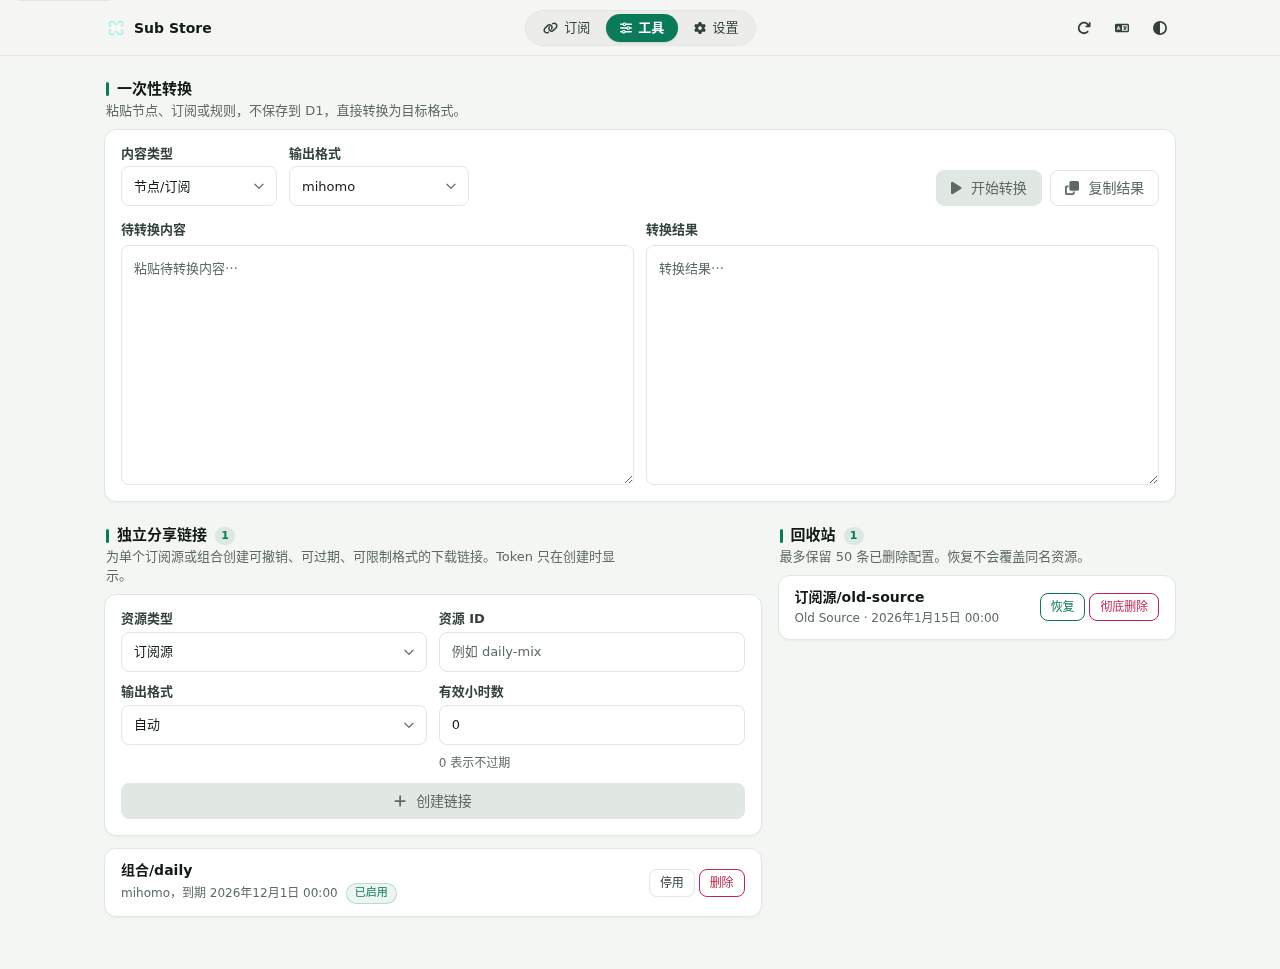 Sub Store
订阅
工具
设置
一次性转换
粘贴节点、订阅或规则，不保存到 D1，直接转换为目标格式。
内容类型
输出格式
节点/订阅
mihomo
开始转换
复制结果
待转换内容
转换结果
粘贴待转换内容…
转换结果…
独立分享链接 1
为单个订阅源或组合创建可撤销、可过期、可限制格式的下载链接。Token 只在创建时显
示。
资源类型
资源 ID
订阅源
例如 daily-mix
输出格式
有效小时数
自动
0
0 表示不过期
创建链接
组合/daily
mihomo，到期 2026年12月1日 00:00 已启用
停用
删除
回收站 1
最多保留 50 条已删除配置。恢复不会覆盖同名资源。
订阅源/old-source
Old Source · 2026年1月15日 00:00
恢复
彻底删除